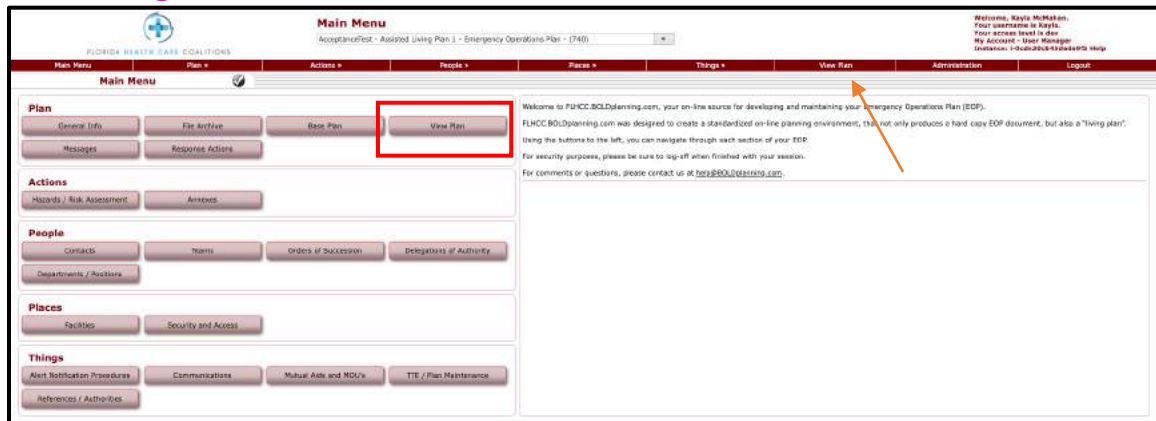 Main Menu
AcceptanceTest - Assisted Living Plan 1 - Emergency Operations Plan - (740)
Welcome, Kayla McMahan.
Your username is Kayla.
Your access level is dev
My Account - User Manager
Help
FLORIDA HEALTH CARE COALITIONS
Main Menu Plan » Actions » People » Places » Things » View Plan Administration Logout
Main Menu
Plan
General Info File Archive Base Plan View Plan
Messages Response Actions
Actions
Hazards / Risk Assessment Annexes
People
Contacts Teams Orders of Succession Delegations of Authority
Departments / Positions
Places
Facilities Security and Access
Things
Alert Notification Procedures Communications Mutual Aide and MOU's TTE / Plan Maintenance
References / Authorities
Welcome to FLHCC.BOLDplanning.com, your on-line source for developing and maintaining your Emergency Operations Plan (EOP).
FLHCC.BOLDplanning.com was designed to create a standardized on-line planning environment, that not only produces a hard copy EOP document, but also a "living plan".
Using the buttons to the left, you can navigate through each section of your EOP.
For security purposes, please be sure to log-off when finished with your session.
For comments or questions, please contact us at help@BOLDplanning.com.